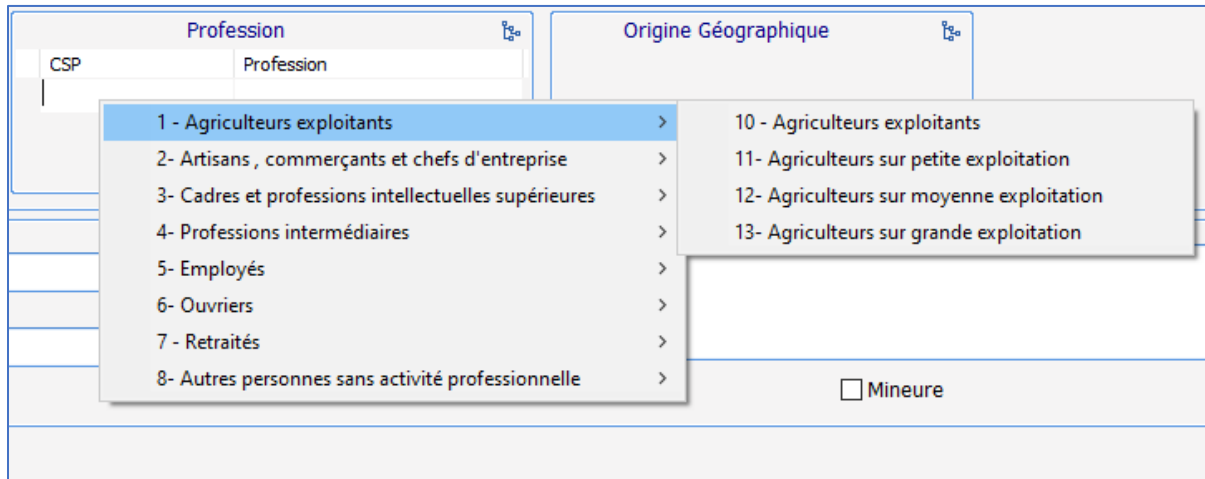 Profession
Origine Géographique
CSP Profession
1 - Agriculteurs exploitants
2- Artisans , commerçants et chefs d'entreprise
3- Cadres et professions intellectuelles supérieures
4- Professions intermédiaires
5- Employés
6- Ouvriers
7 - Retraités
8- Autres personnes sans activité professionnelle
10 - Agriculteurs exploitants
11- Agriculteurs sur petite exploitation
12- Agriculteurs sur moyenne exploitation
13- Agriculteurs sur grande exploitation
Mineure